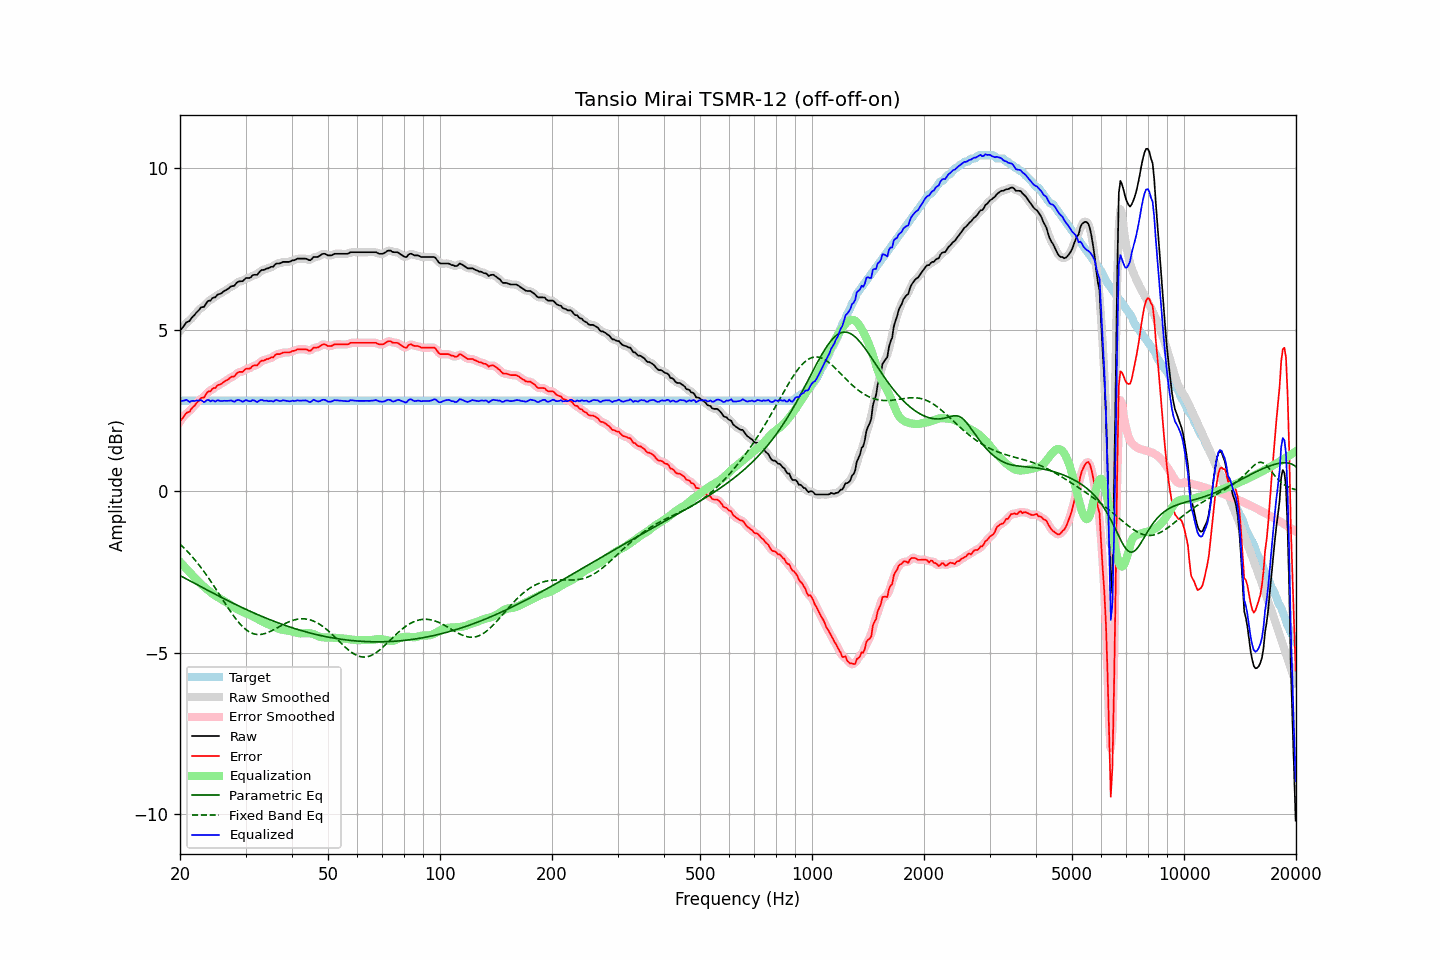 Tansio Mirai TSMR-12 (off-off-on)
Amplitude (dBr)
10
5
0
−5
−10
Target
Raw Smoothed
Error Smoothed
Raw
Error
Equalization
Parametric Eq
Fixed Band Eq
Equalized
20 50 100 200 500 1000 2000 5000 10000 20000
Frequency (Hz)